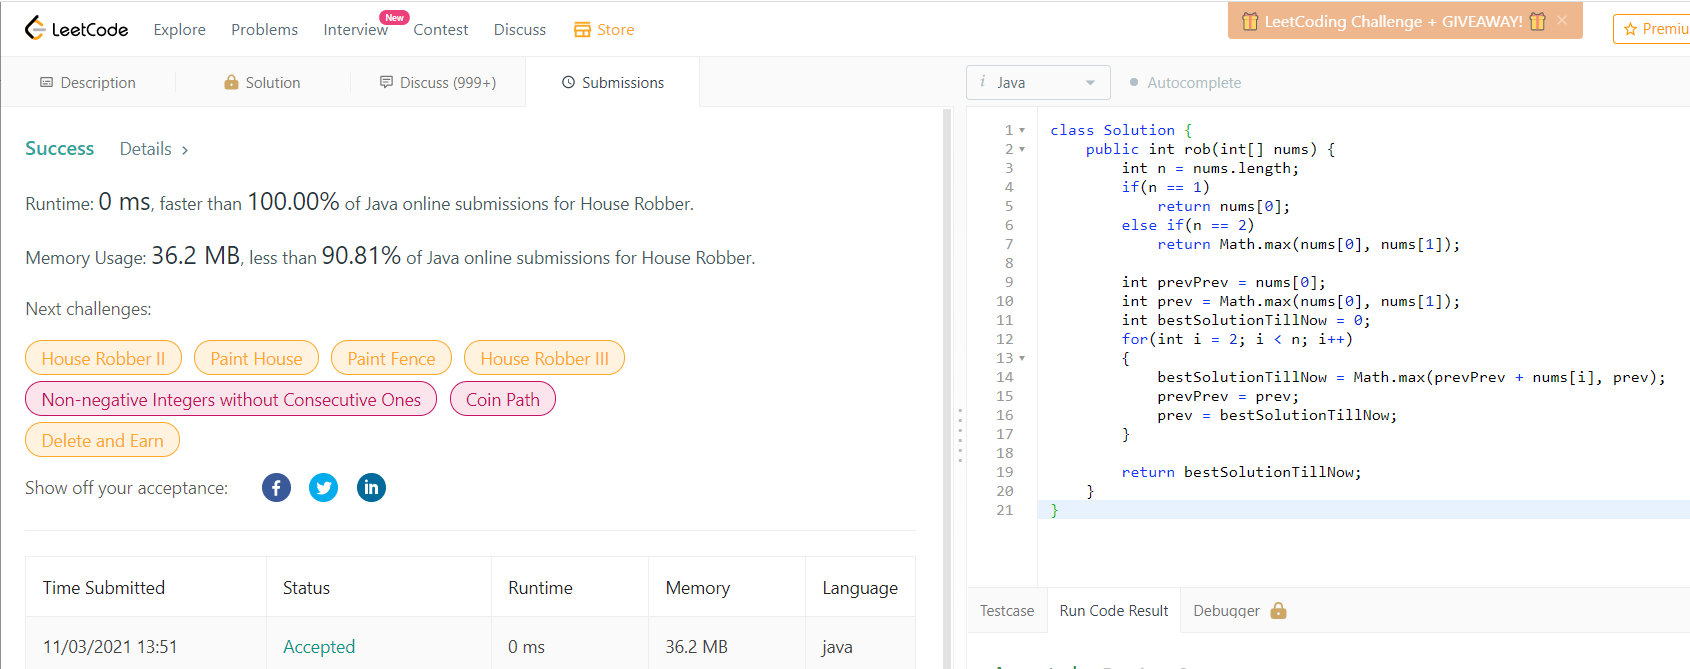 LeetCode Explore Problems Interview New Contest Discuss Store LeetCoding Challenge + GIVEAWAY! × Premiu
Description Solution Discuss (999+) Submissions
i Java Autocomplete
Success Details >
Runtime: 0 ms, faster than 100.00% of Java online submissions for House Robber.
Memory Usage: 36.2 MB, less than 90.81% of Java online submissions for House Robber.
Next challenges:
House Robber II Paint House Paint Fence House Robber III
Non-negative Integers without Consecutive Ones Coin Path
Delete and Earn
Show off your acceptance:
Time Submitted Status Runtime Memory Language
11/03/2021 13:51 Accepted 0 ms 36.2 MB java
1 class Solution {
2     public int rob(int[] nums) {
3         int n = nums.length;
4         if(n == 1)
5             return nums[0];
6         else if(n == 2)
7             return Math.max(nums[0], nums[1]);
8
9         int prevPrev = nums[0];
10         int prev = Math.max(nums[0], nums[1]);
11         int bestSolutionTillNow = 0;
12         for(int i = 2; i < n; i++)
13         {
14             bestSolutionTillNow = Math.max(prevPrev + nums[i], prev);
15             prevPrev = prev;
16             prev = bestSolutionTillNow;
17         }
18
19         return bestSolutionTillNow;
20     }
21 }
Testcase Run Code Result Debugger